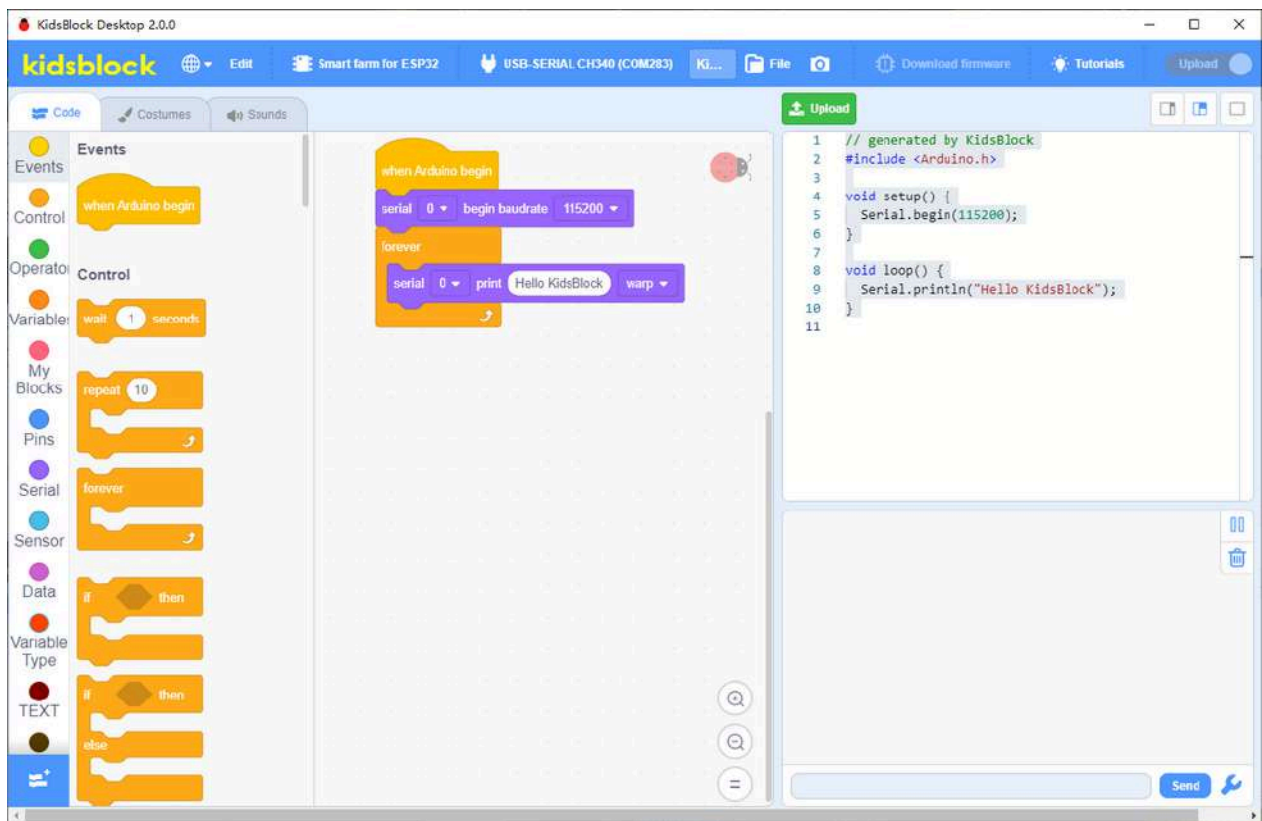 KidsBlock Desktop 2.0.0
kidsblock Edit Smart farm for ESP32 USB-SERIAL CH340 (COM283) Ki... File Download firmware Tutorials Upload
Code Costumes Sounds
Upload
Events
Control
Operato
Variable
My
Blocks
Pins
Serial
Sensor
Data
Variable
Type
TEXT
Events
when Arduino begin
Control
wait 1 seconds
repeat 10
forever
if then
if then
else
when Arduino begin
serial 0 begin baudrate 115200
forever
serial 0 print Hello KidsBlock warp
1 // generated by KidsBlock
2 #include <Arduino.h>
3
4 void setup() {
5 Serial.begin(115200);
6 }
7
8 void loop() {
9 Serial.println("Hello KidsBlock");
10 }
11
Send